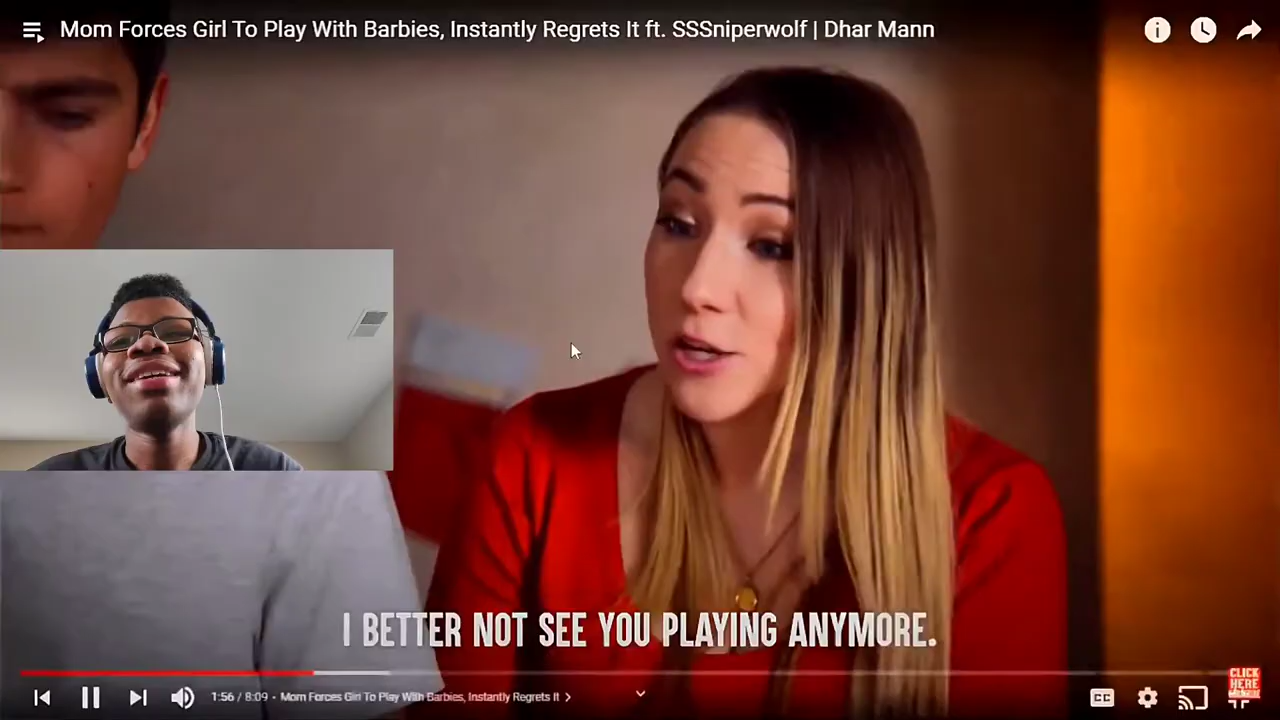 Mom Forces Girl To Play With Barbies, Instantly Regrets It ft. SSSniperwolf | Dhar Mann
I BETTER NOT SEE YOU PLAYING ANYMORE.
1:56 / 8:09 • Mom Forces Girl To Play With Barbies, Instantly Regrets It
CC
CLICK
HERE